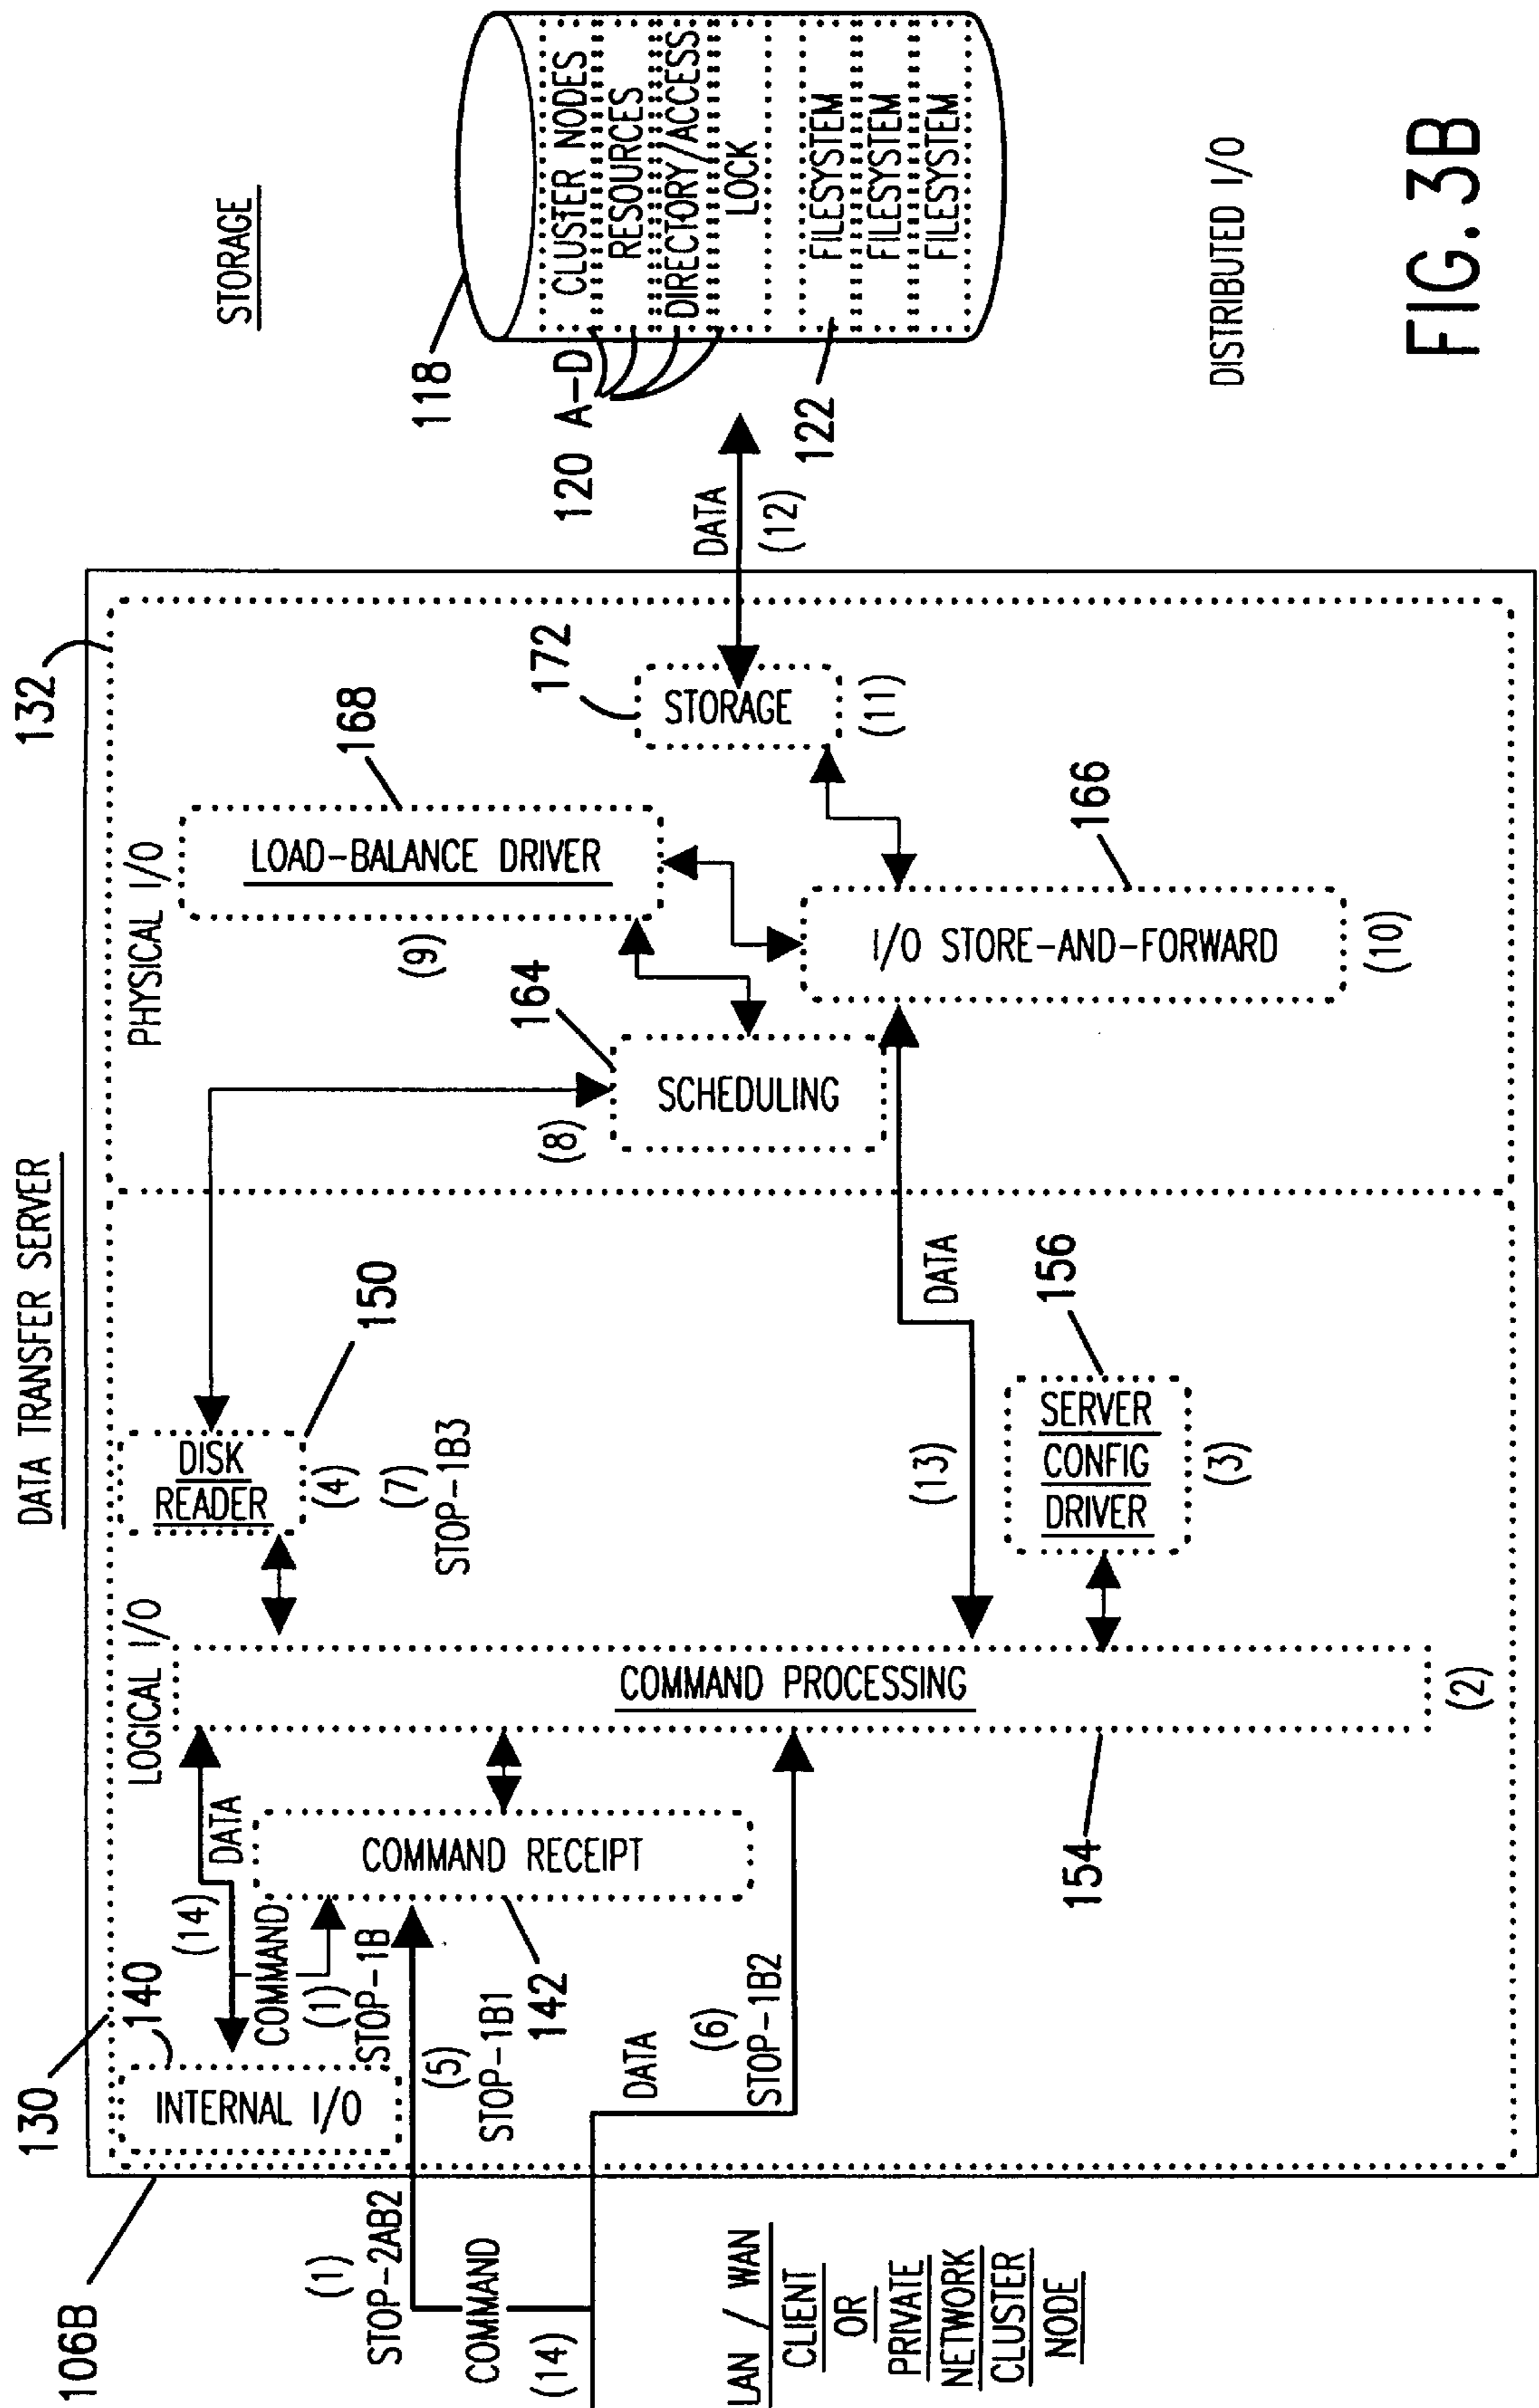 DATA TRANSFER SERVER
106B
130
LOGICAL I/O
PHYSICAL I/O
132
STORAGE
140
INTERNAL I/O
(14)
DATA
COMMAND
(1)
STOP-1B
(1)
STOP-2AB2
COMMAND
(14)
(5)
STOP-1B1
142
COMMAND RECEIPT
DATA
(6)
STOP-1B2
LAN / WAN
CLIENT
OR
PRIVATE
NETWORK
CLUSTER
NODE
COMMAND PROCESSING
(2)
154
DISK
READER
150
(4)
(7)
STOP-1B3
(13)
DATA
SERVER
CONFIG
DRIVER
156
(3)
SCHEDULING
164
(8)
LOAD-BALANCE DRIVER
168
(9)
I/O STORE-AND-FORWARD
166
(10)
STORAGE
172
(11)
DATA
(12)
118
120 A-D
CLUSTER NODES
RESOURCES
DIRECTORY/ACCESS
LOCK
122
FILESYSTEM
FILESYSTEM
FILESYSTEM
DISTRIBUTED I/O
FIG. 3B